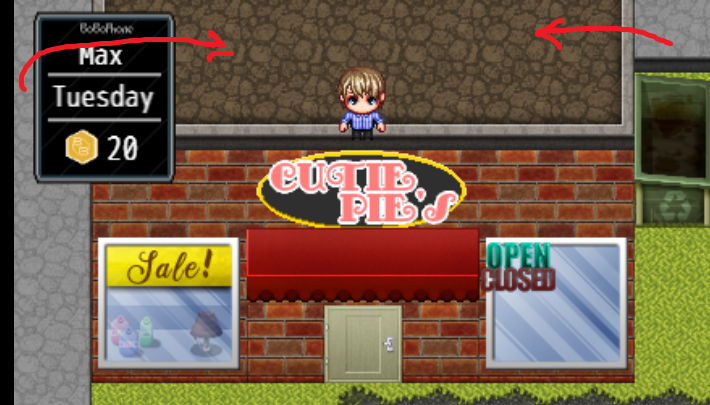 BoBoPhone
Max
Tuesday
20
CUTIE
PIE's
Sale!
OPEN
CLOSED